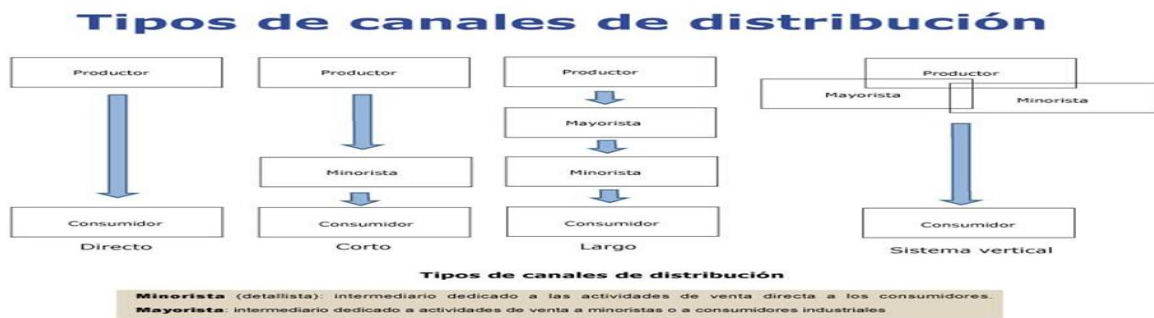 Tipos de canales de distribución
Productor
Consumidor
Directo
Productor
Minorista
Consumidor
Corto
Productor
Mayorista
Minorista
Consumidor
Largo
Productor
Mayorista
Minorista
Consumidor
Sistema vertical
Tipos de canales de distribución
Minorista (detallista): intermediario dedicado a las actividades de venta directa a los consumidores.
Mayorista: intermediario dedicado a actividades de venta a minoristas o a consumidores industriales